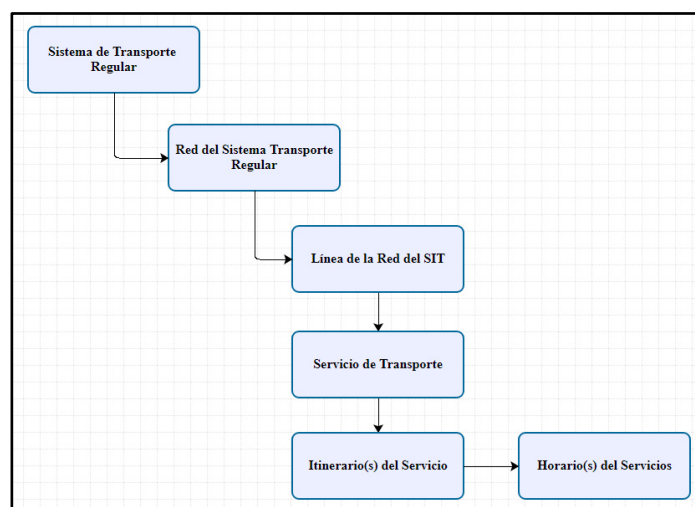 Sistema de Transporte
Regular
Red del Sistema Transporte
Regular
Línea de la Red del SIT
Servicio de Transporte
Itinerario(s) del Servicio
Horario(s) del Servicios